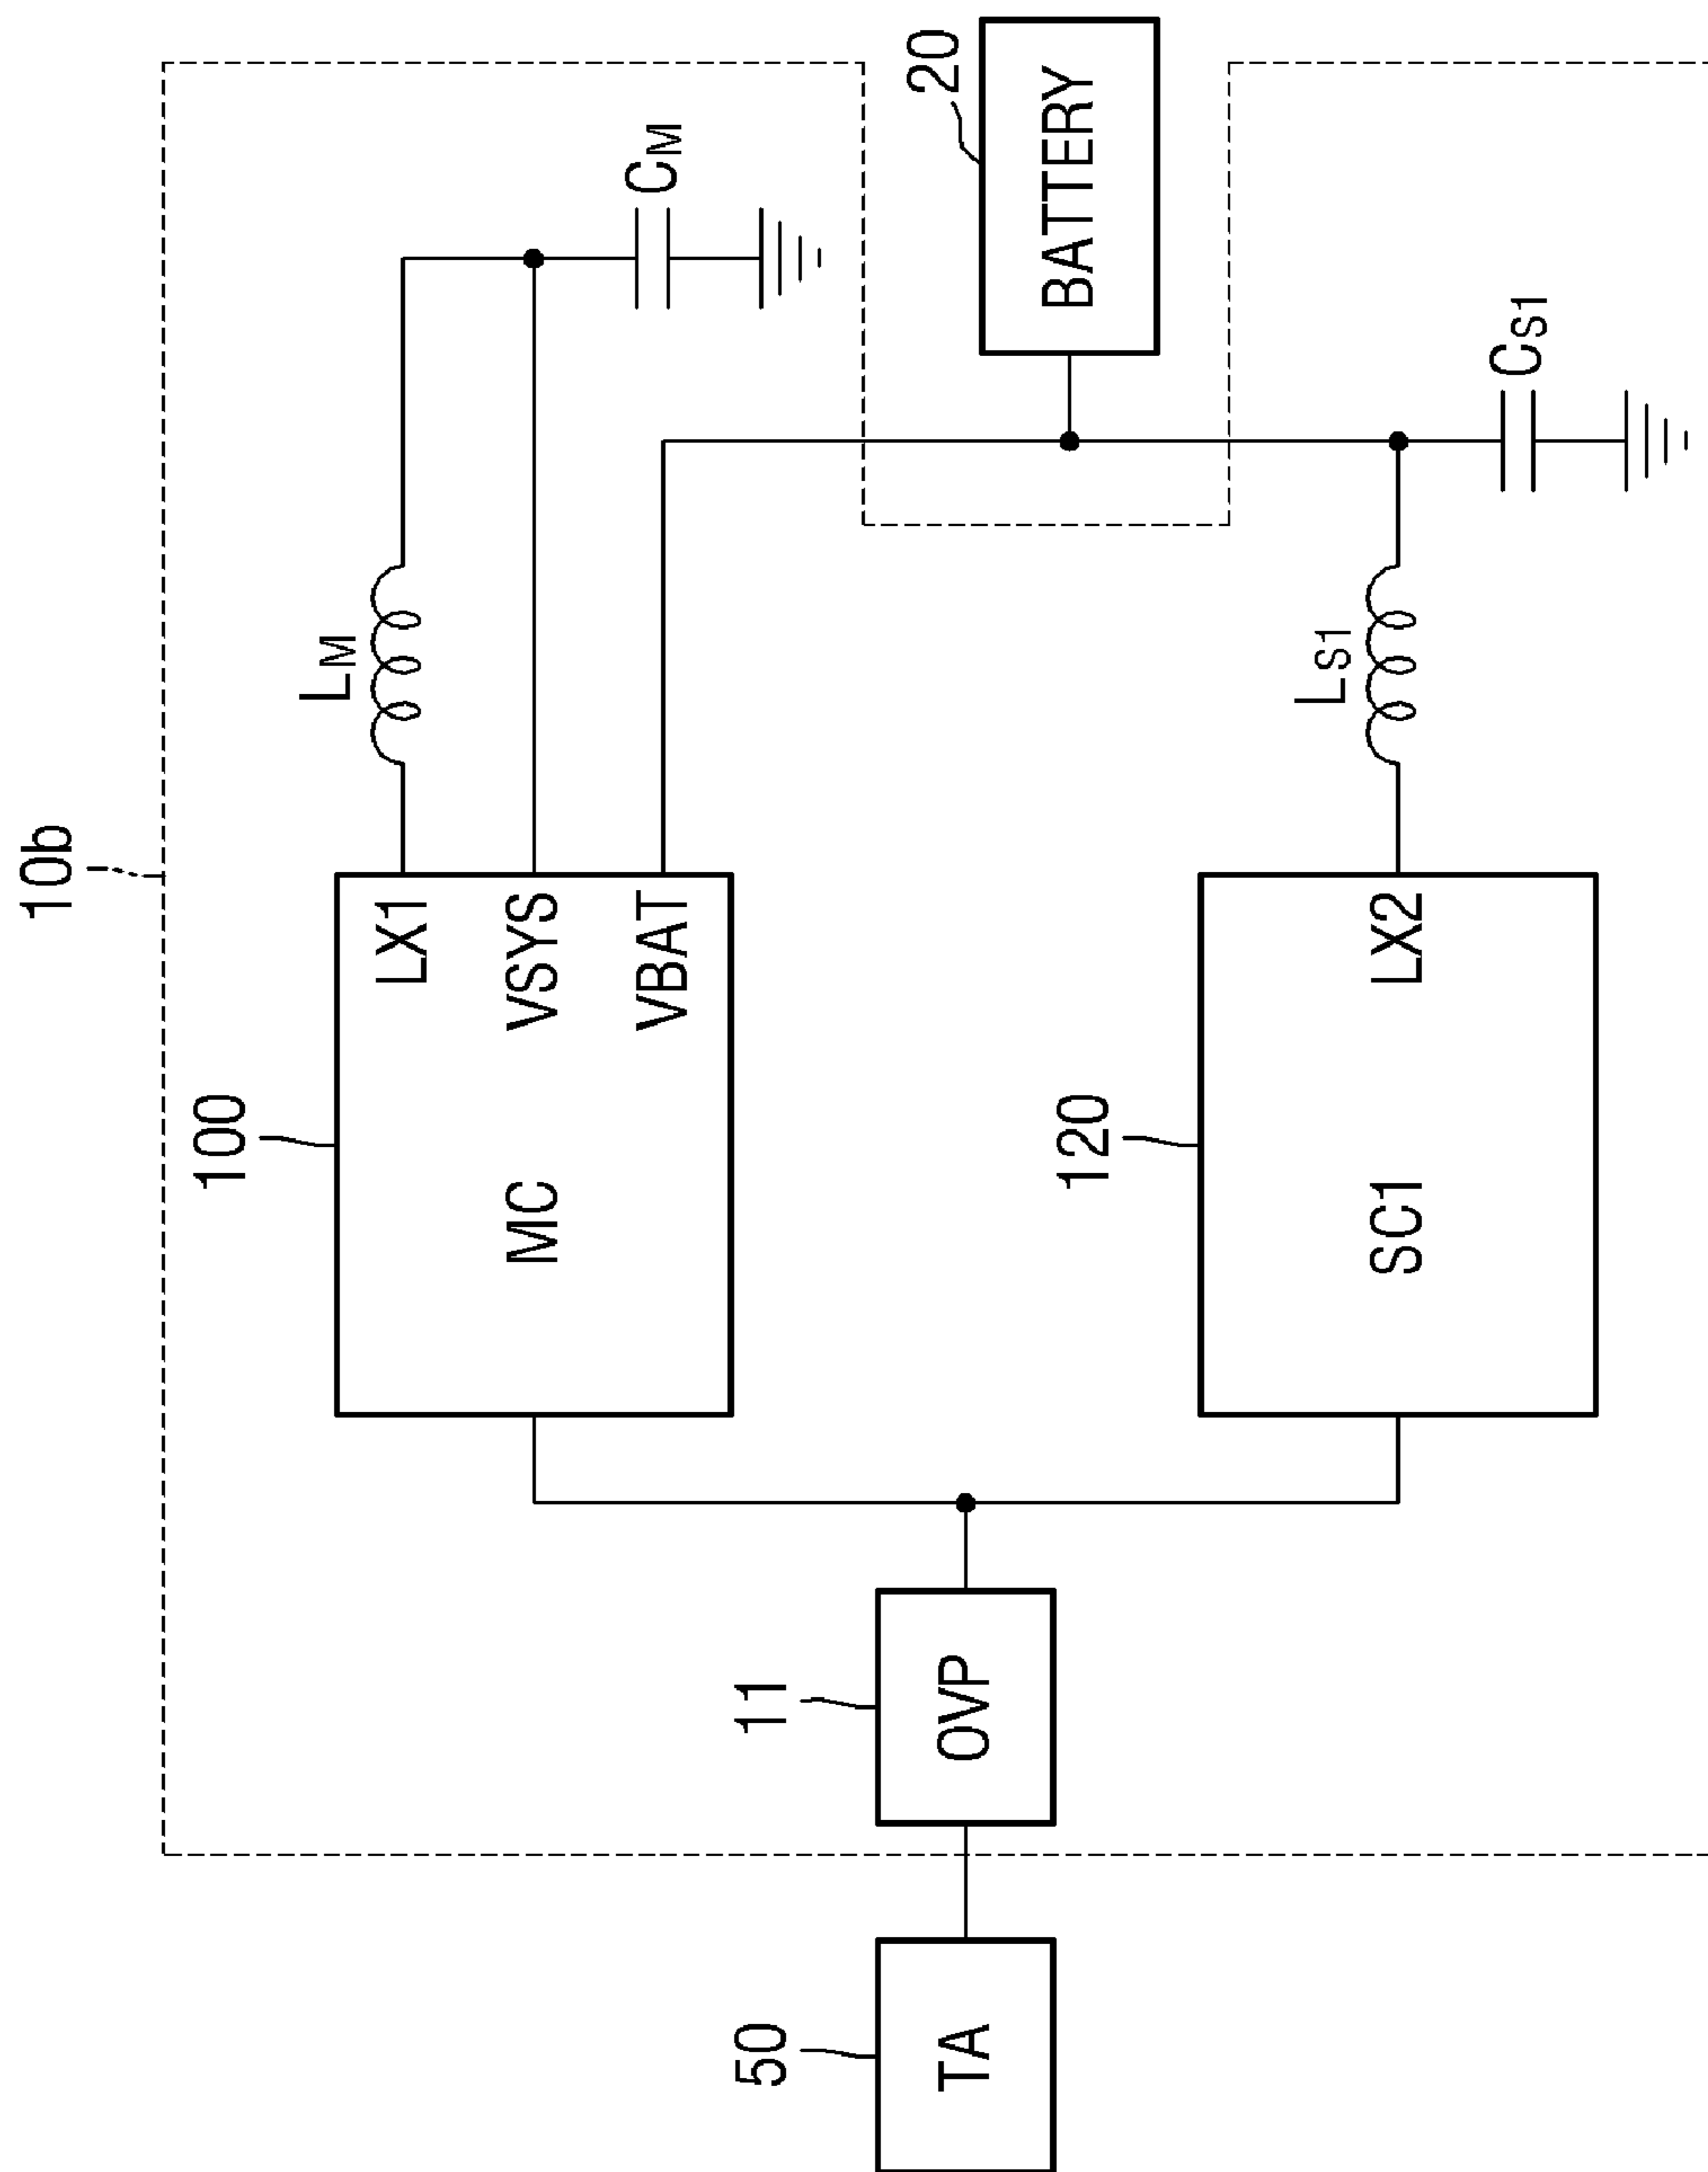 10b
100
MC
LX1
VSYS
VBAT
LM
CM
20
BATTERY
50
TA
11
OVP
120
SC1
LX2
LS1
CS1